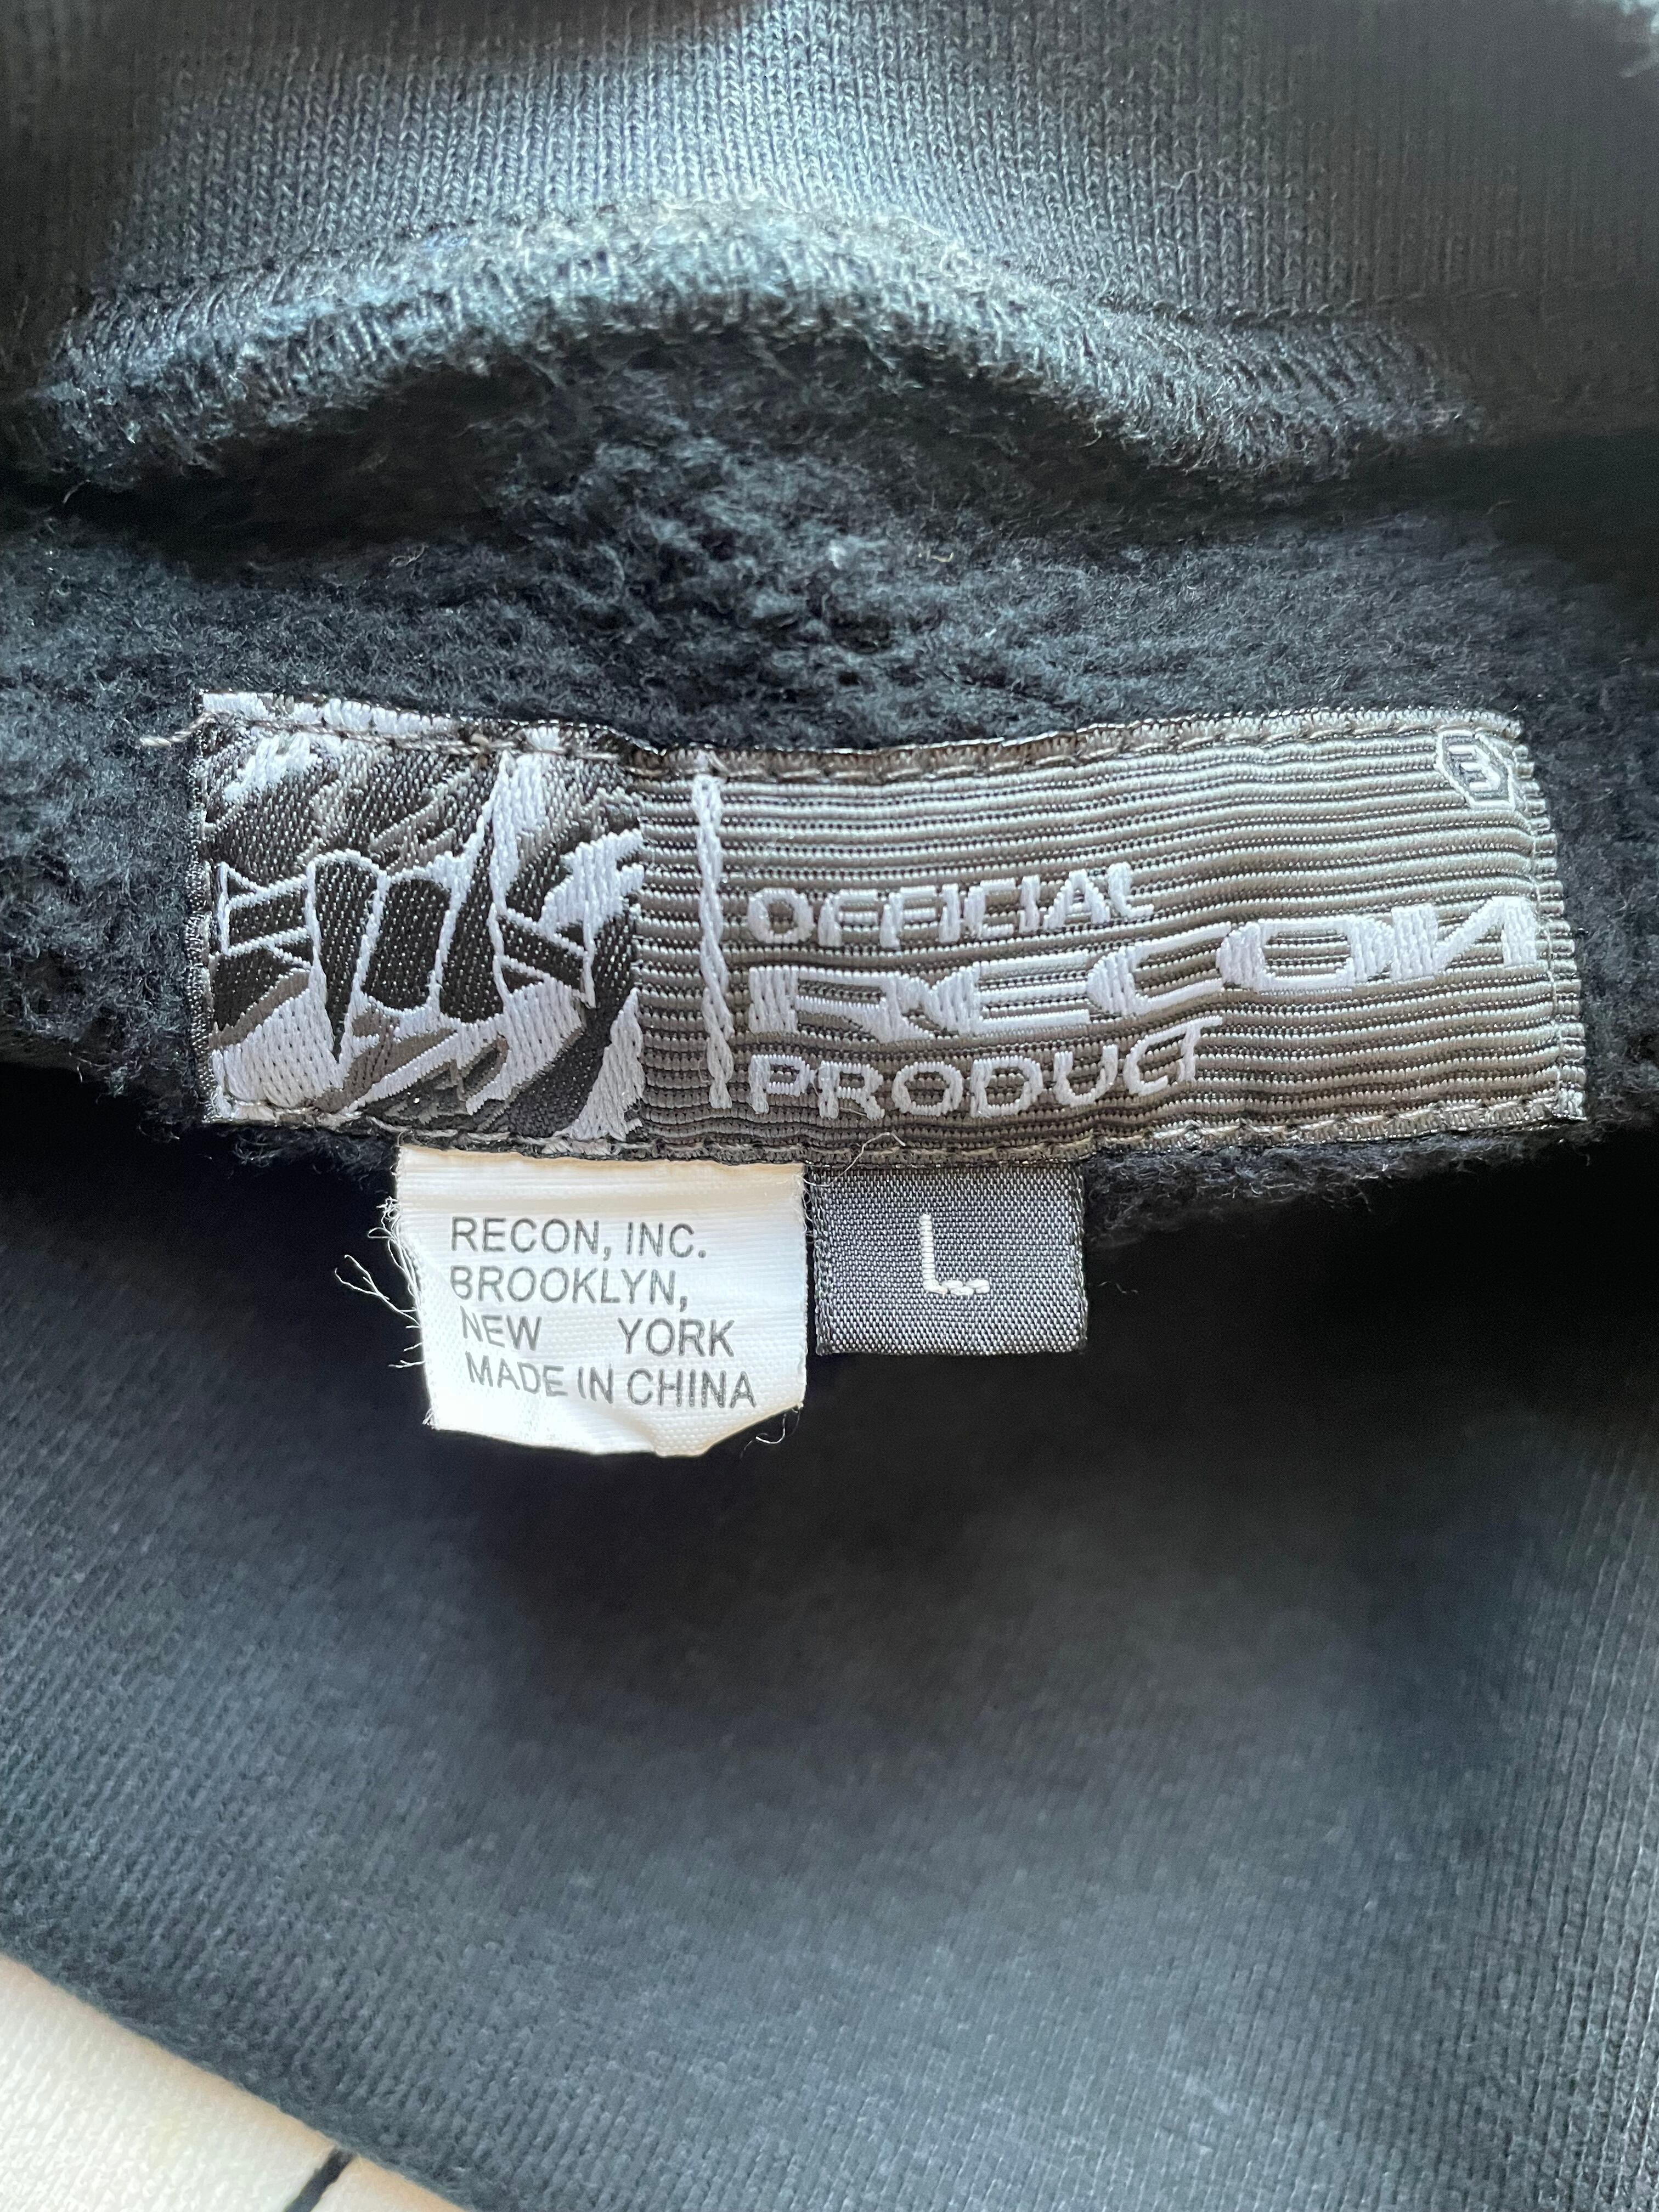 OFFICIAL
RECON
PRODUCT
RECON, INC.
BROOKLYN,
NEW YORK
MADE IN CHINA
L